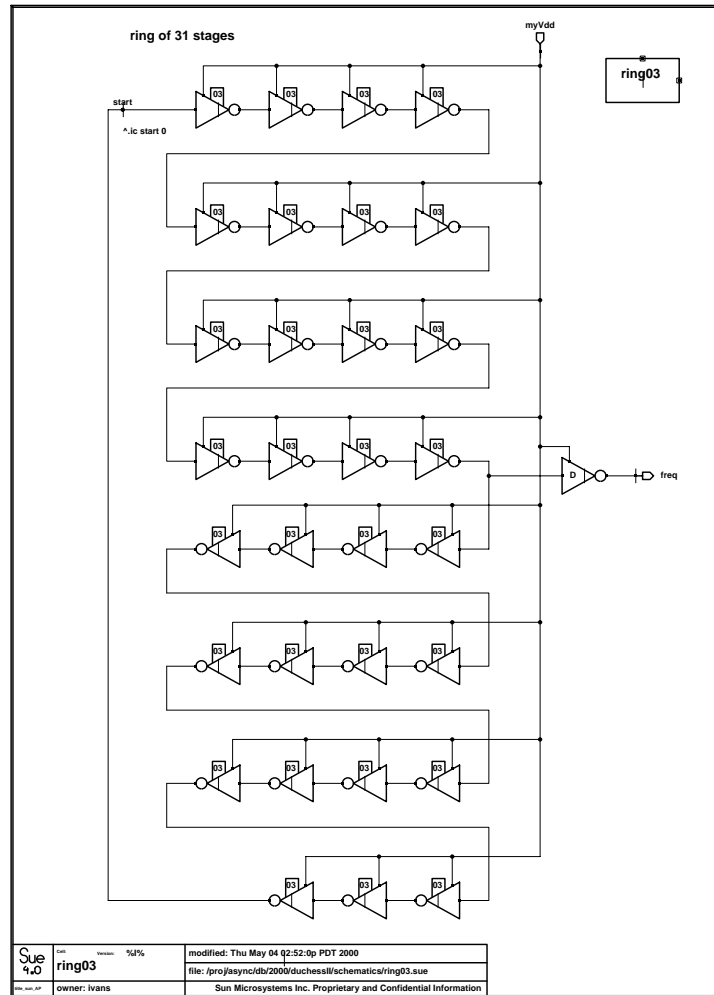 ring of 31 stages
myVdd
ring03
start
^.ic start 0
03 03 03 03
03 03 03 03
03 03 03 03
03 03 03 03
D
freq
03 03 03 03
03 03 03 03
03 03 03 03
03 03 03
Sue 4.0
Cell:
ring03
Version: %I%
modified: Thu May 04 02:52:0p PDT 2000
file: /proj/async/db/2000/duchessII/schematics/ring03.sue
title_sun_AP
owner: ivans
Sun Microsystems Inc. Proprietary and Confidential Information